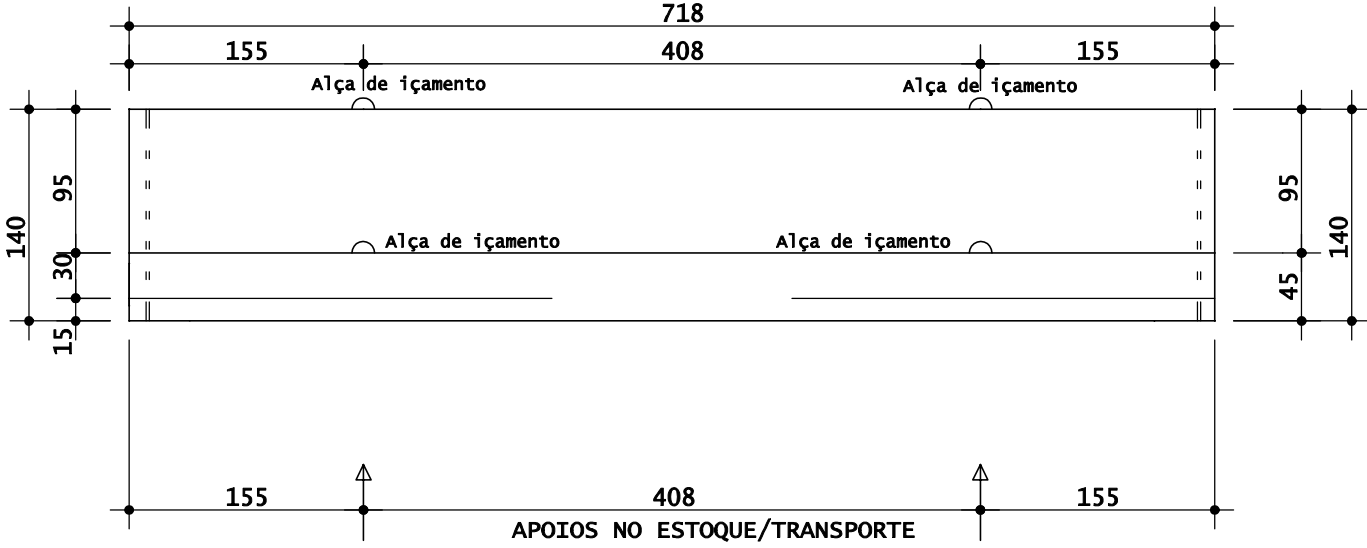 718
155 408 155
Alça de içamento Alça de içamento
140 95 30 15
95 45 140
Alça de içamento Alça de içamento
155 408 155
APOIOS NO ESTOQUE/TRANSPORTE